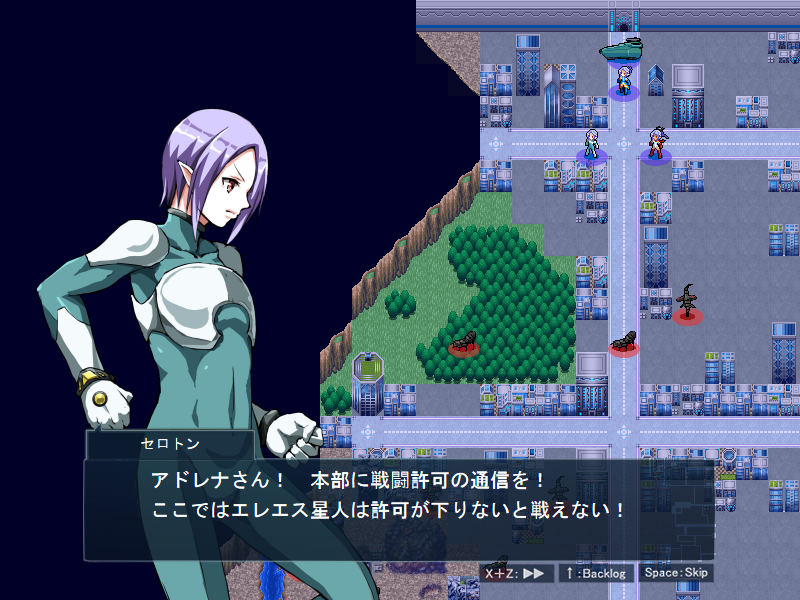 セロトン
アドレナさん！　本部に戦闘許可の通信を！
ここではエレエス星人は許可が下りないと戦えない！
X+Z:▶▶
↑:Backlog
Space:Skip